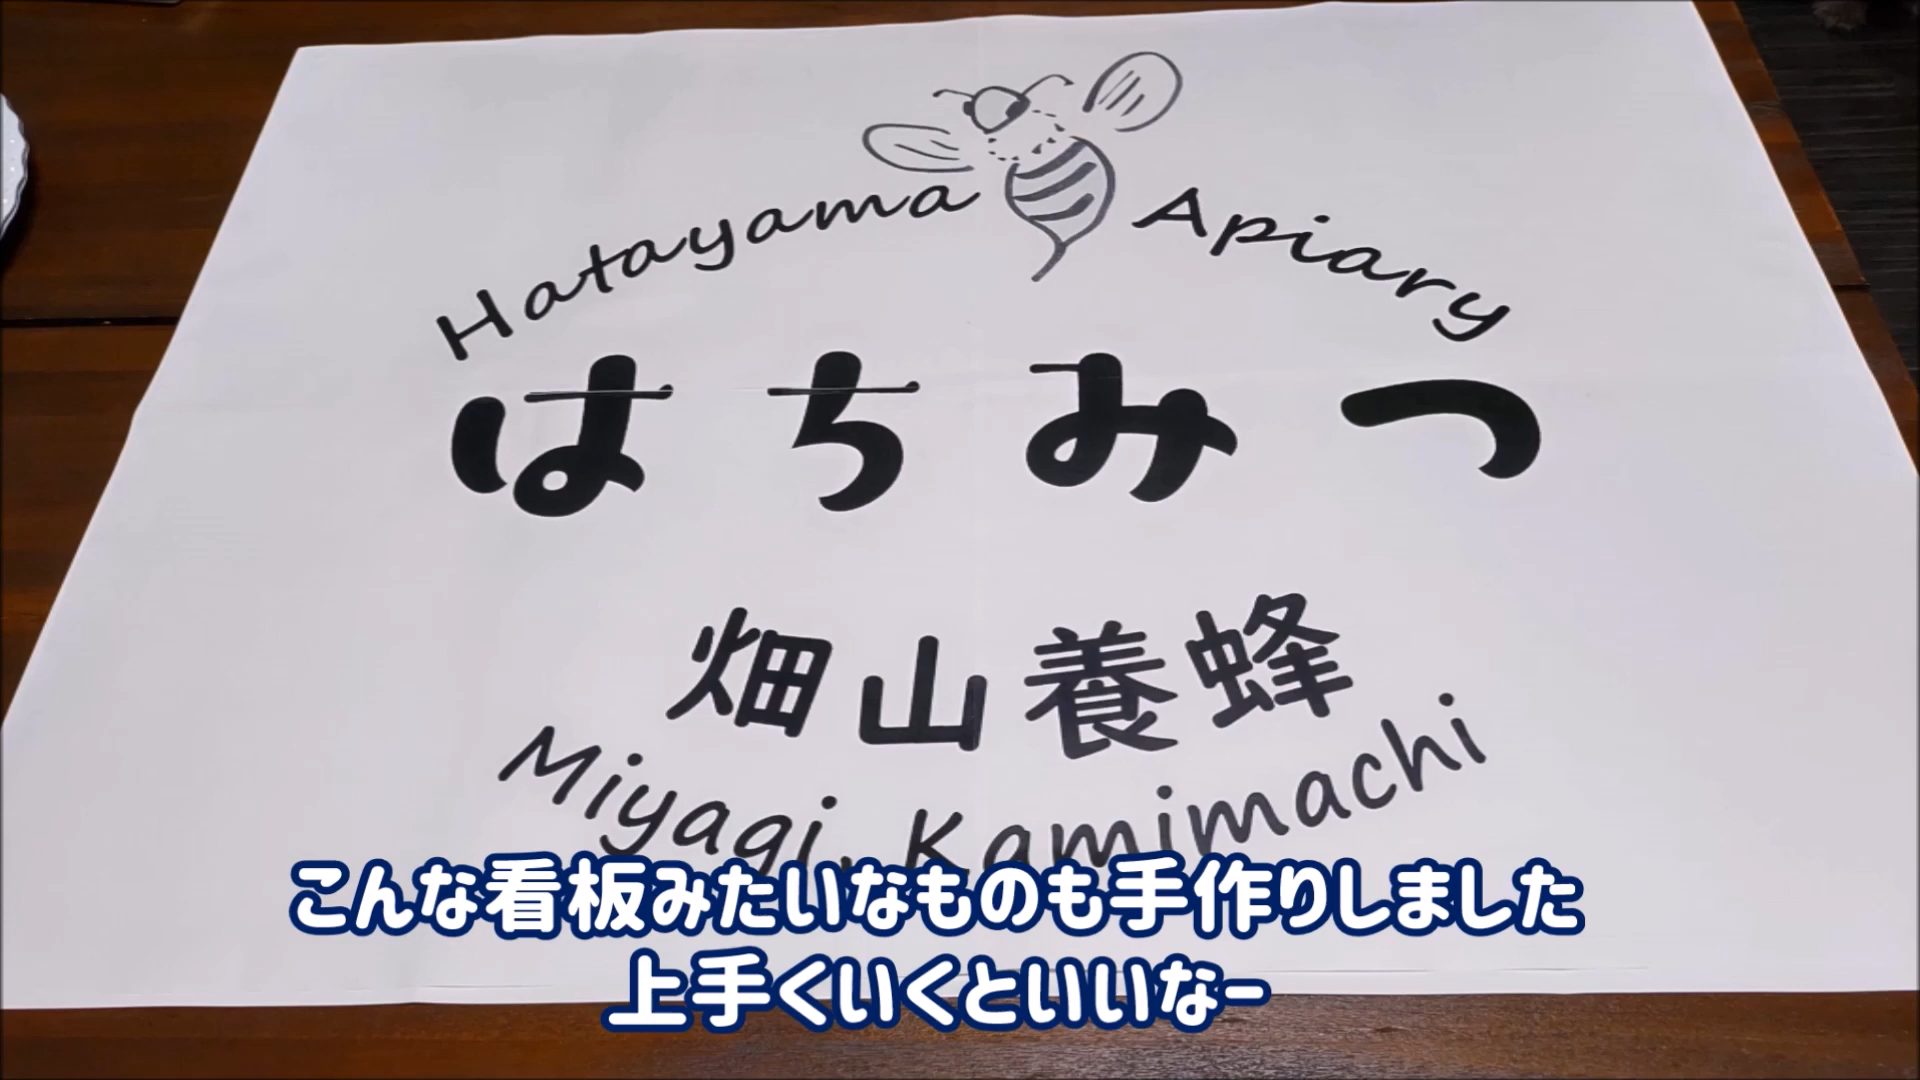 Hatayama Apiary
はちみつ
畑山養蜂
Miyagi, Kamimachi
こんな看板みたいなものも手作りしました
上手くいくといいなー